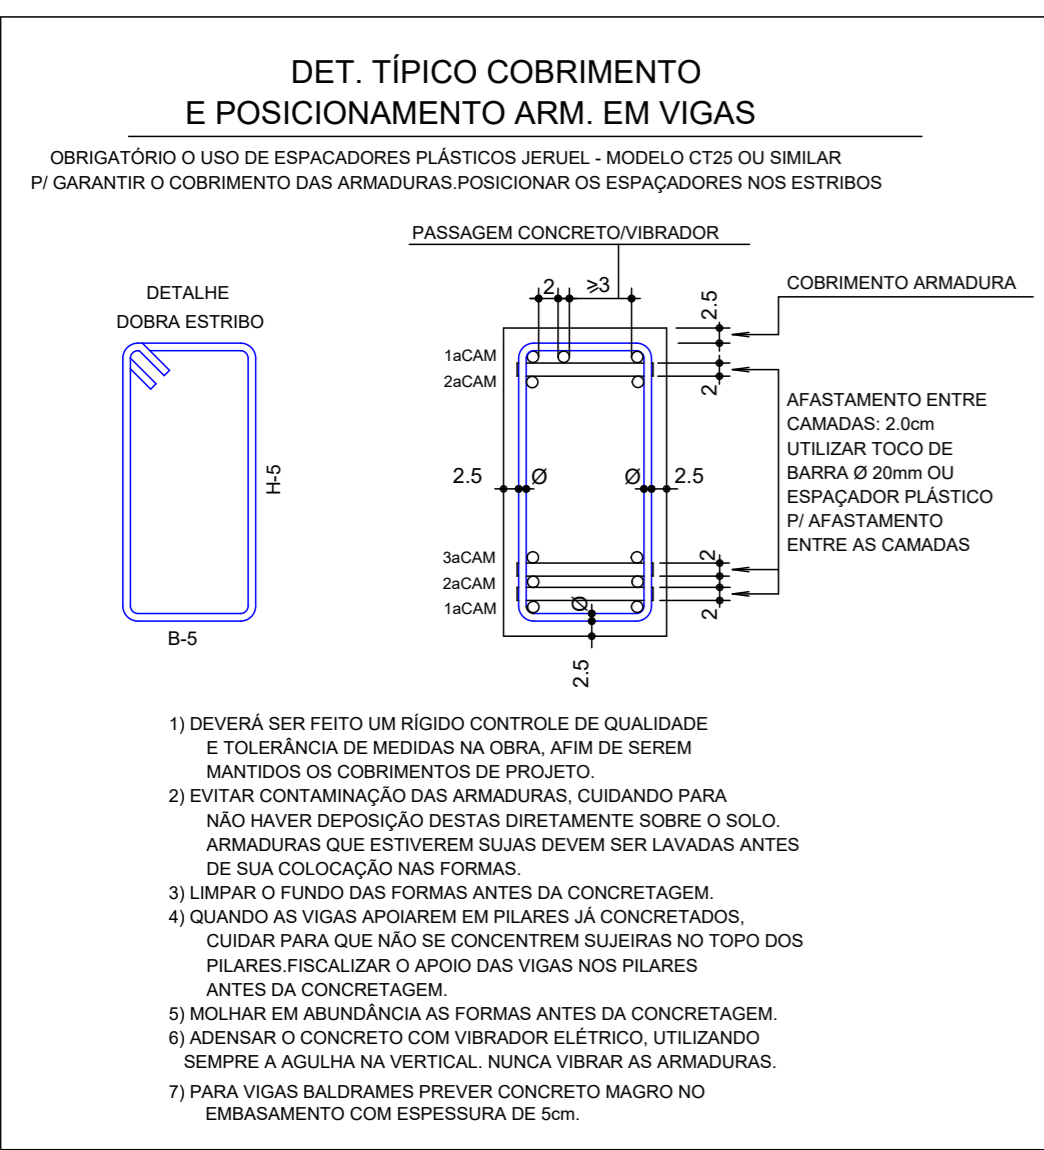 DET. TÍPICO COBRIMENTO
E POSICIONAMENTO ARM. EM VIGAS
OBRIGATÓRIO O USO DE ESPACADORES PLÁSTICOS JERUEL - MODELO CT25 OU SIMILAR
P/ GARANTIR O COBRIMENTO DAS ARMADURAS.POSICIONAR OS ESPAÇADORES NOS ESTRIBOS
PASSAGEM CONCRETO/VIBRADOR
DETALHE
DOBRA ESTRIBO
H-5
B-5
2
⩾3
2.5
COBRIMENTO ARMADURA
1aCAM
2aCAM
2
AFASTAMENTO ENTRE
CAMADAS: 2.0cm
UTILIZAR TOCO DE
BARRA Ø 20mm OU
ESPAÇADOR PLÁSTICO
P/ AFASTAMENTO
ENTRE AS CAMADAS
2.5
Ø
Ø
2.5
3aCAM
2aCAM
1aCAM
2
2
Ø
2.5
1) DEVERÁ SER FEITO UM RÍGIDO CONTROLE DE QUALIDADE
E TOLERÂNCIA DE MEDIDAS NA OBRA, AFIM DE SEREM
MANTIDOS OS COBRIMENTOS DE PROJETO.
2) EVITAR CONTAMINAÇÃO DAS ARMADURAS, CUIDANDO PARA
NÃO HAVER DEPOSIÇÃO DESTAS DIRETAMENTE SOBRE O SOLO.
ARMADURAS QUE ESTIVEREM SUJAS DEVEM SER LAVADAS ANTES
DE SUA COLOCAÇÃO NAS FORMAS.
3) LIMPAR O FUNDO DAS FORMAS ANTES DA CONCRETAGEM.
4) QUANDO AS VIGAS APOIAREM EM PILARES JÁ CONCRETADOS,
CUIDAR PARA QUE NÃO SE CONCENTREM SUJEIRAS NO TOPO DOS
PILARES.FISCALIZAR O APOIO DAS VIGAS NOS PILARES
ANTES DA CONCRETAGEM.
5) MOLHAR EM ABUNDÂNCIA AS FORMAS ANTES DA CONCRETAGEM.
6) ADENSAR O CONCRETO COM VIBRADOR ELÉTRICO, UTILIZANDO
SEMPRE A AGULHA NA VERTICAL. NUNCA VIBRAR AS ARMADURAS.
7) PARA VIGAS BALDRAMES PREVER CONCRETO MAGRO NO
EMBASAMENTO COM ESPESSURA DE 5cm.